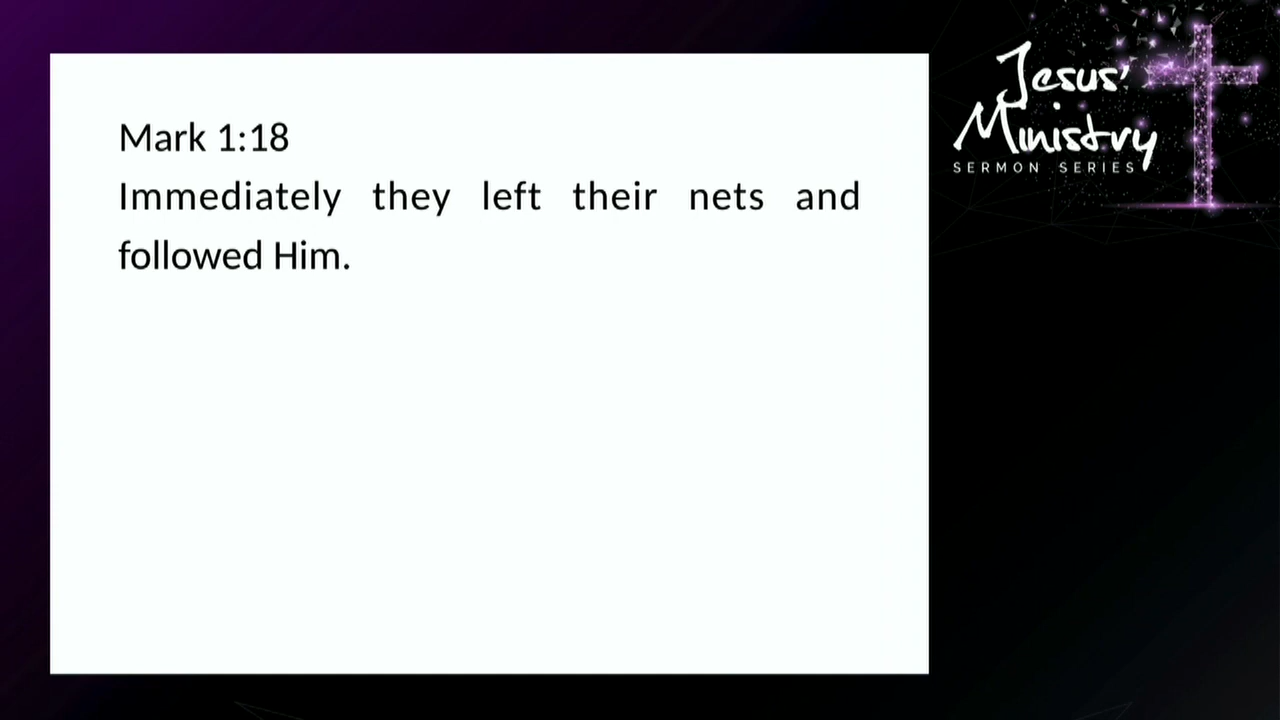 Mark 1:18
Immediately they left their nets and
followed Him.
Jesus'
Ministry
SERMON SERIES